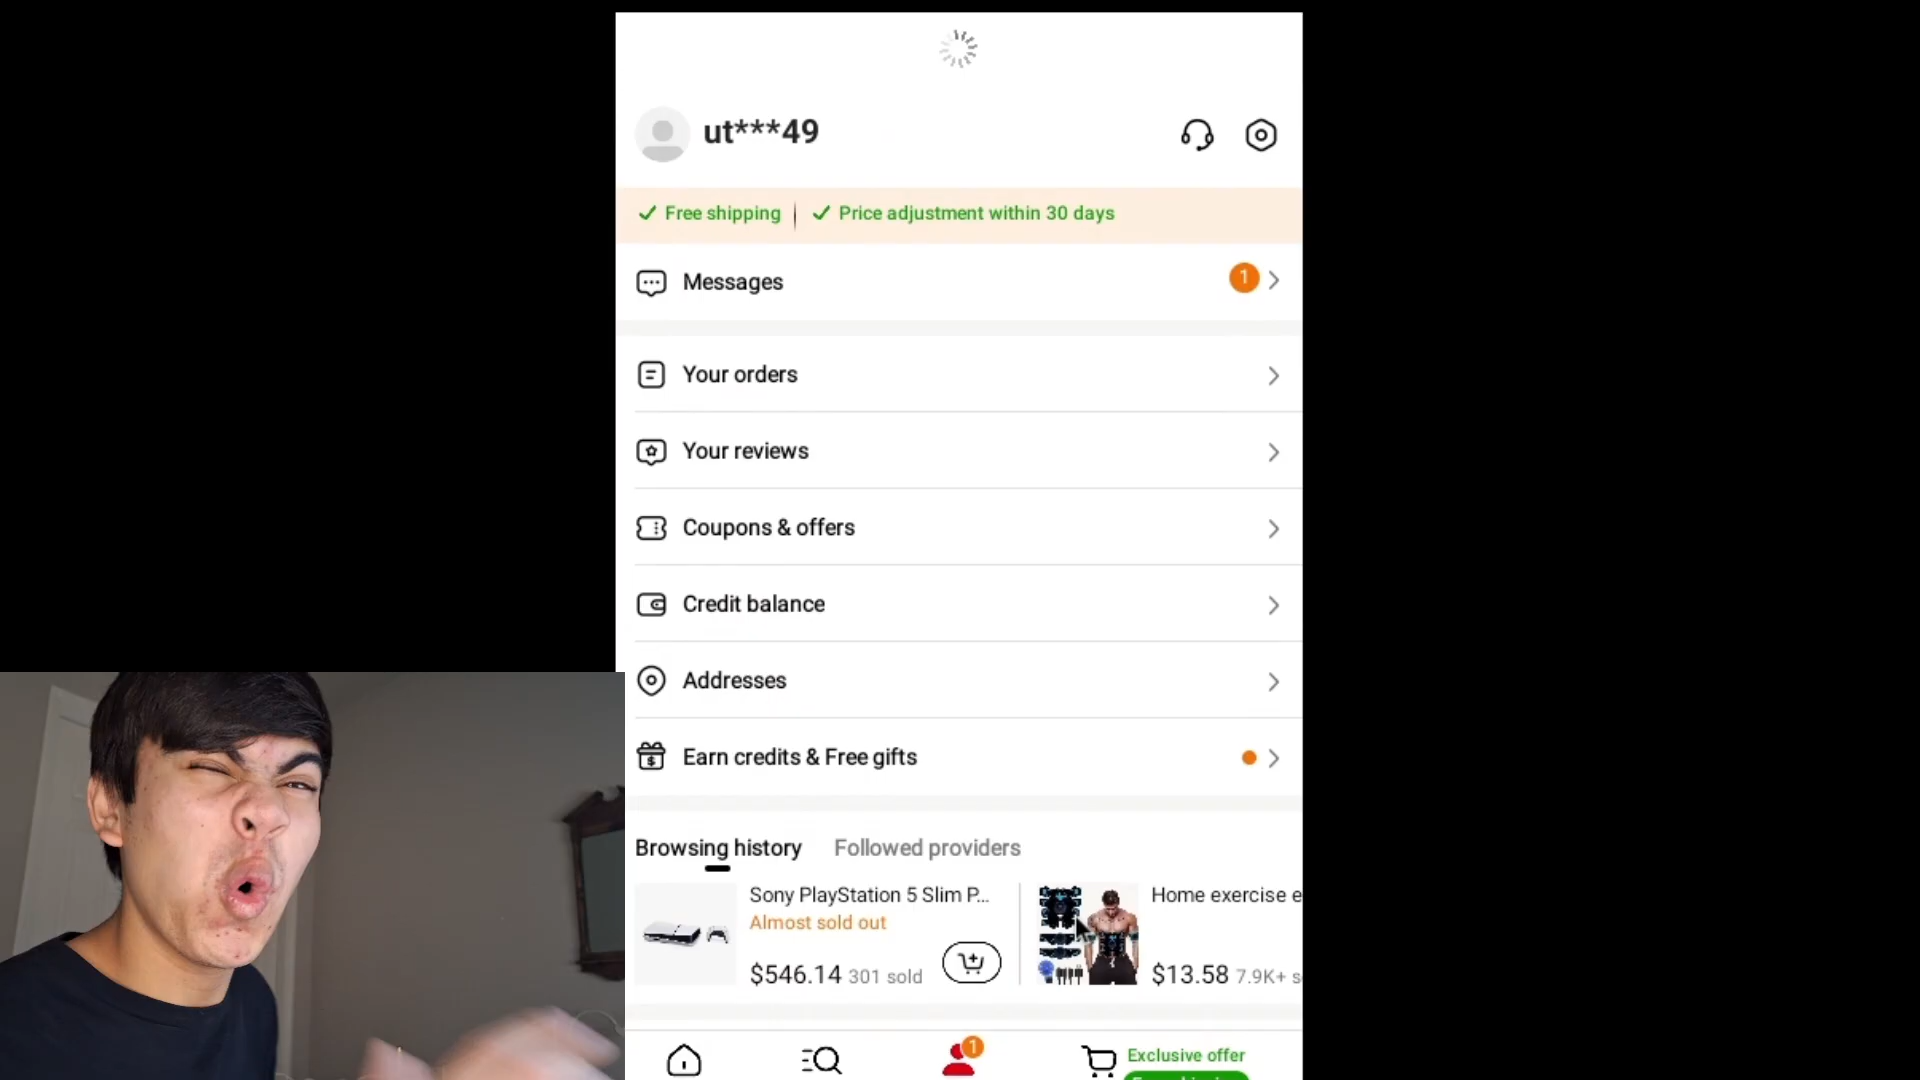 ut***49
Free shipping | Price adjustment within 30 days
Messages 1
Your orders
Your reviews
Coupons & offers
Credit balance
Addresses
Earn credits & Free gifts
Browsing history Followed providers
Sony PlayStation 5 Slim P...
Almost sold out
$546.14 301 sold
Home exercise e
$13.58 7.9K+ s
1
Exclusive offer